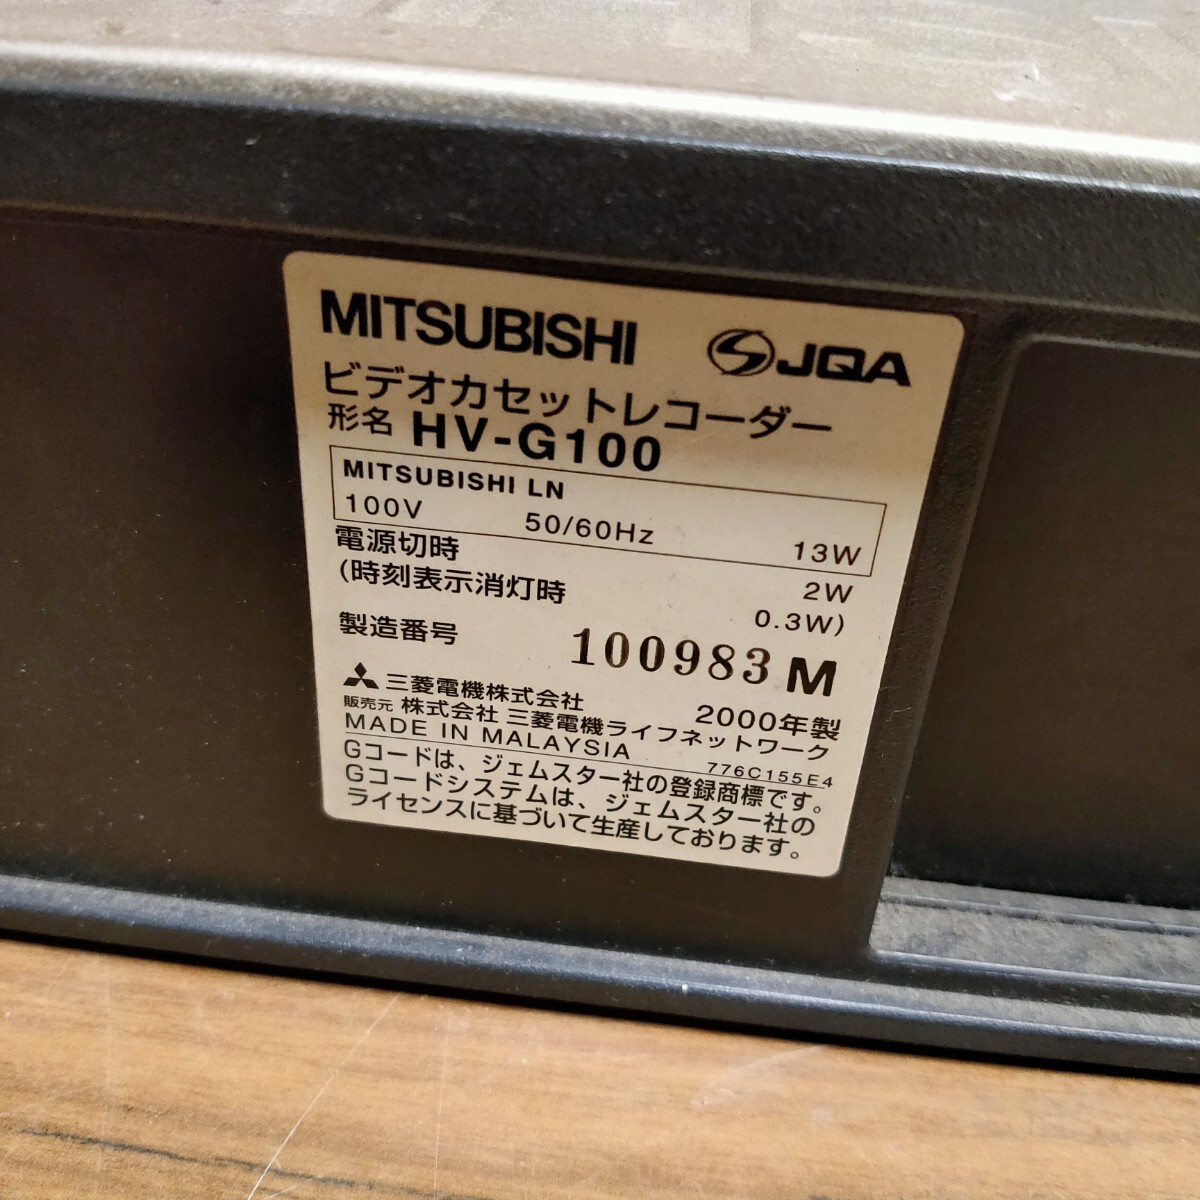 MITSUBISHI JQA
ビデオカセットレコーダー
形名 HV-G100
MITSUBISHI LN
100V 50/60Hz 13W
電源切時 2W
(時刻表示消灯時 0.3W)
製造番号 100983 M
三菱電機株式会社 2000年製
販売元 株式会社 三菱電機ライフネットワーク
MADE IN MALAYSIA 776C155E4
Gコードは、ジェムスター社の登録商標です。
Gコードシステムは、ジェムスター社の
ライセンスに基づいて生産しております。